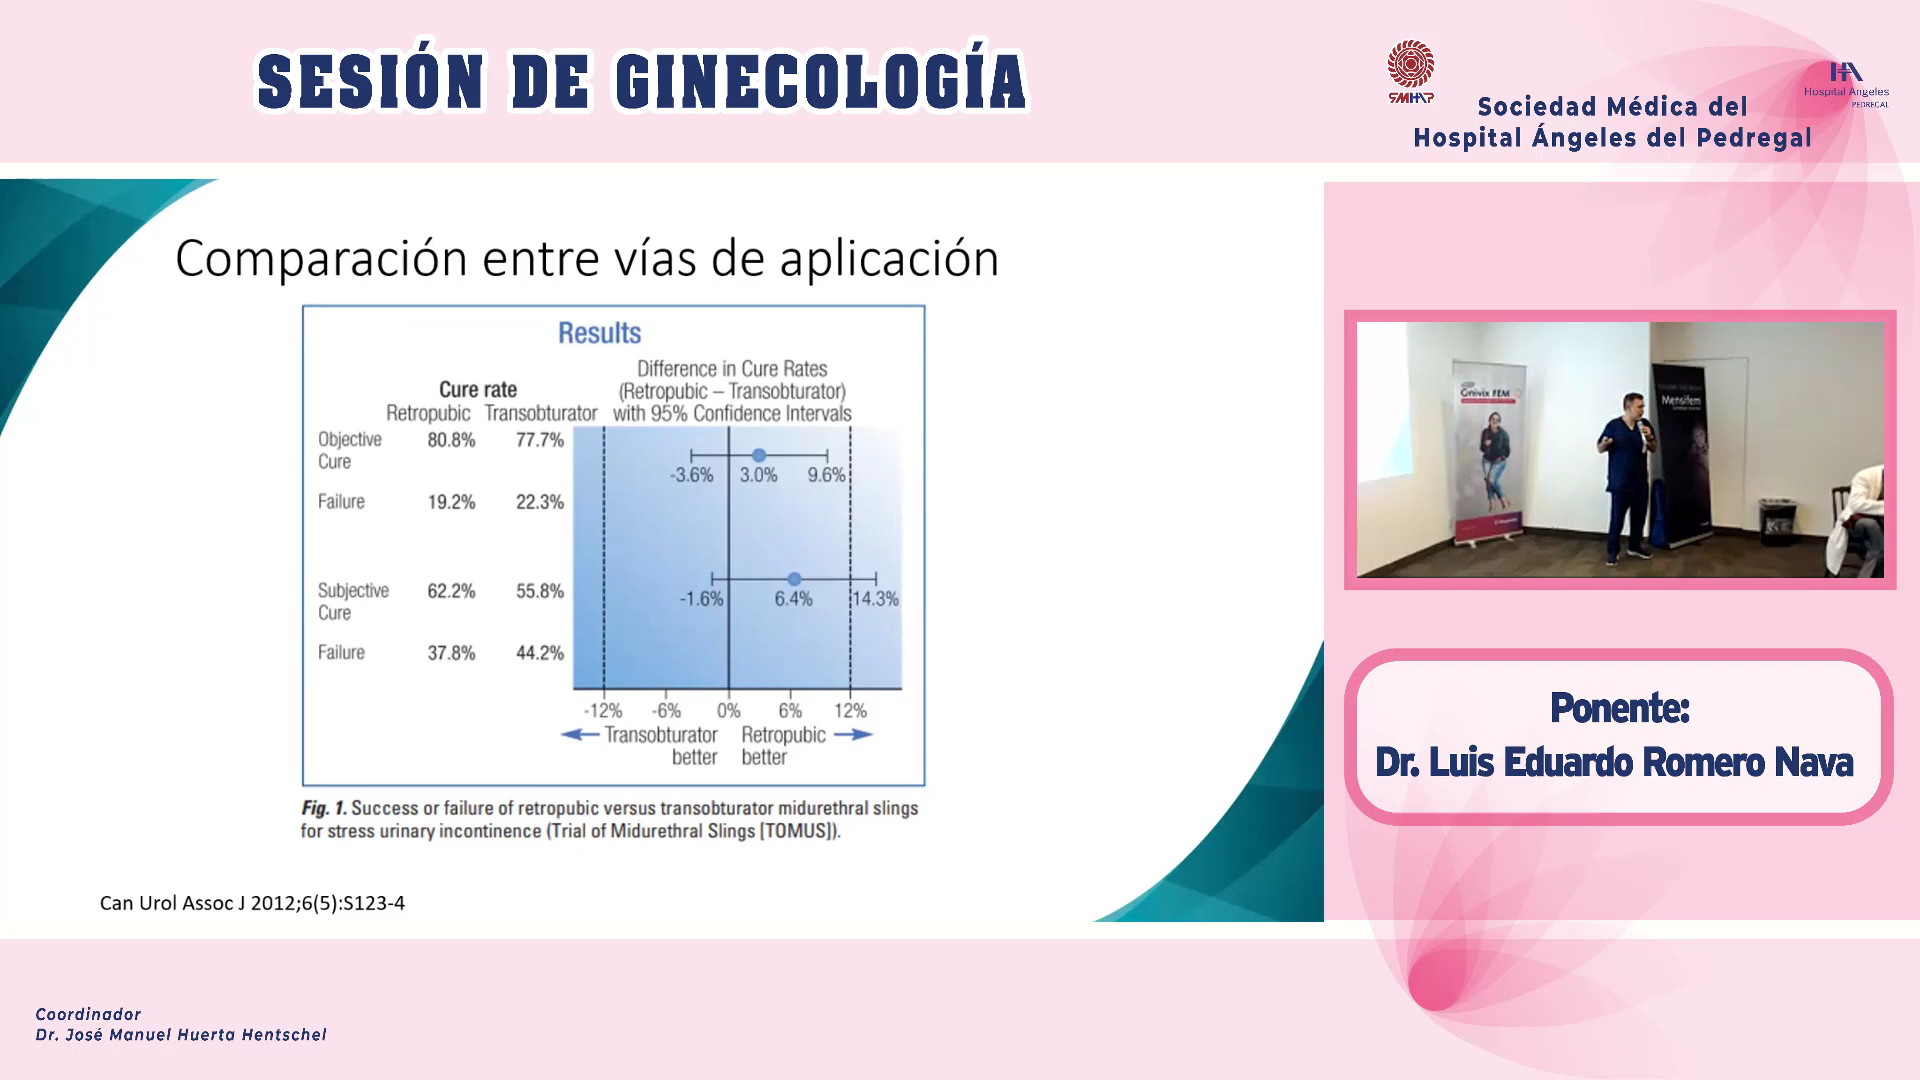 SESIÓN DE GINECOLOGÍA
SMHAP
Sociedad Médica del
Hospital Ángeles del Pedregal
HA
Hospital Angeles
PEDREGAL
Comparación entre vías de aplicación
Results
Cure rate
Retropubic Transobturator
Difference in Cure Rates
(Retropubic – Transobturator)
with 95% Confidence Intervals
Objective
Cure
80.8% 77.7%
-3.6% 3.0% 9.6%
Failure 19.2% 22.3%
Subjective
Cure
62.2% 55.8%
-1.6% 6.4% 14.3%
Failure 37.8% 44.2%
-12% -6% 0% 6% 12%
Transobturator
better
Retropubic
better
Fig. 1. Success or failure of retropubic versus transobturator midurethral slings
for stress urinary incontinence (Trial of Midurethral Slings [TOMUS]).
Can Urol Assoc J 2012;6(5):S123-4
Gnivix FEM
Mensifem
Ponente:
Dr. Luis Eduardo Romero Nava
Coordinador
Dr. José Manuel Huerta Hentschel